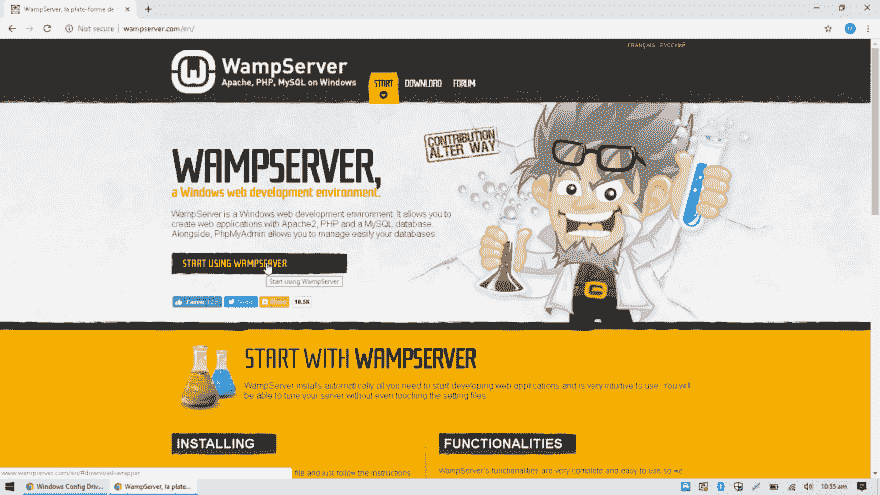 WampServer, la plate-forme de
Not secure | wampserver.com/en/
FRANÇAIS РУССКИЙ
WampServer
Apache, PHP, MySQL on Windows
START DOWNLOAD FORUM
CONTRIBUTION
ALTER WAY
WAMPSERVER,
a Windows web development environment.
WampServer is a Windows web development environment. It allows you to
create web applications with Apache2, PHP and a MySQL database.
Alongside, PhpMyAdmin allows you to manage easily your databases.
START USING WAMPSERVER
Start using WampServer
10.5K
START WITH WAMPSERVER
WampServer installs automatically all you need to start developing web applications and is very intuitive to use. You will
be able to tune your server without even touching the setting files.
INSTALLING
FUNCTIONALITIES
file and just follow the instructions.
WampServer's functionalities are very complete and easy to use so we
www.wampserver.com/en/#download-wrapper
Windows Config Driv...
WampServer, la plate...
10:55 am